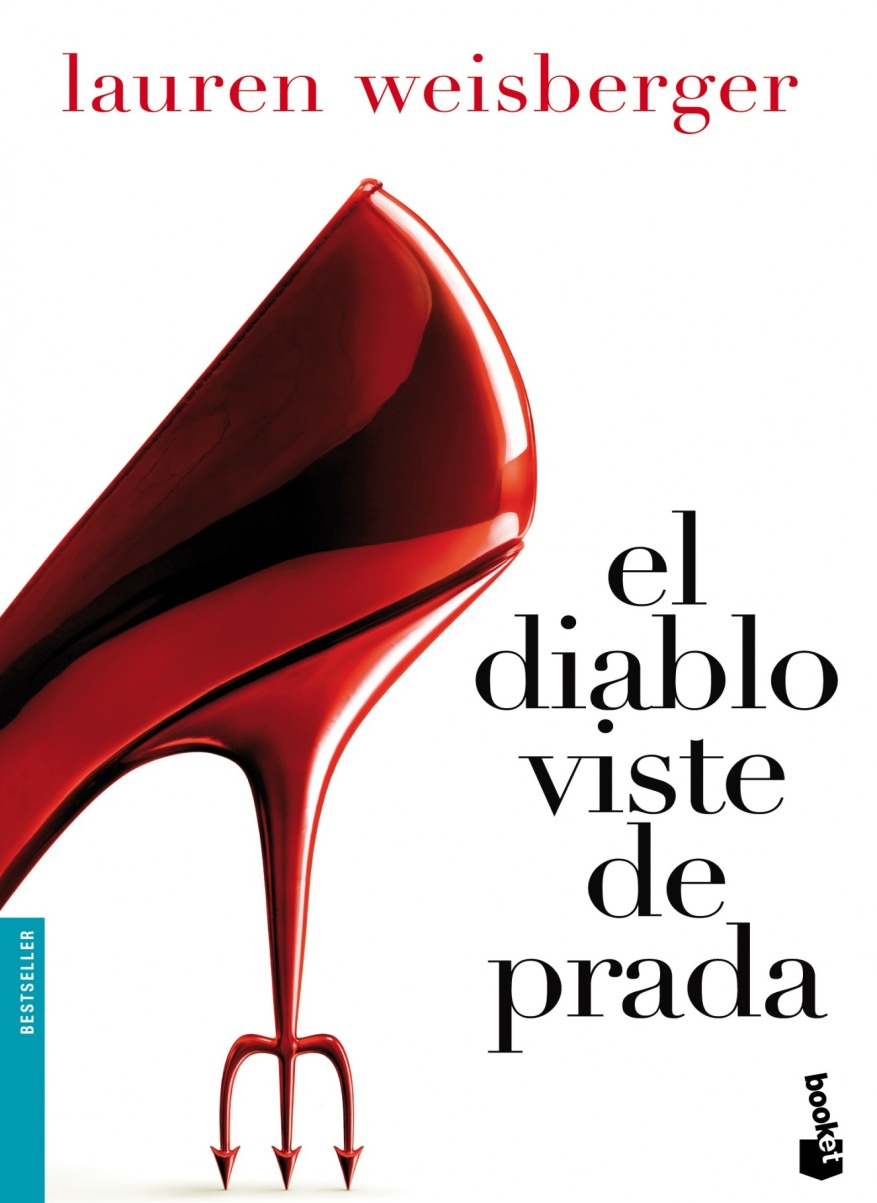 lauren weisberger
el
diablo
viste
de
prada
BESTSELLER
booket